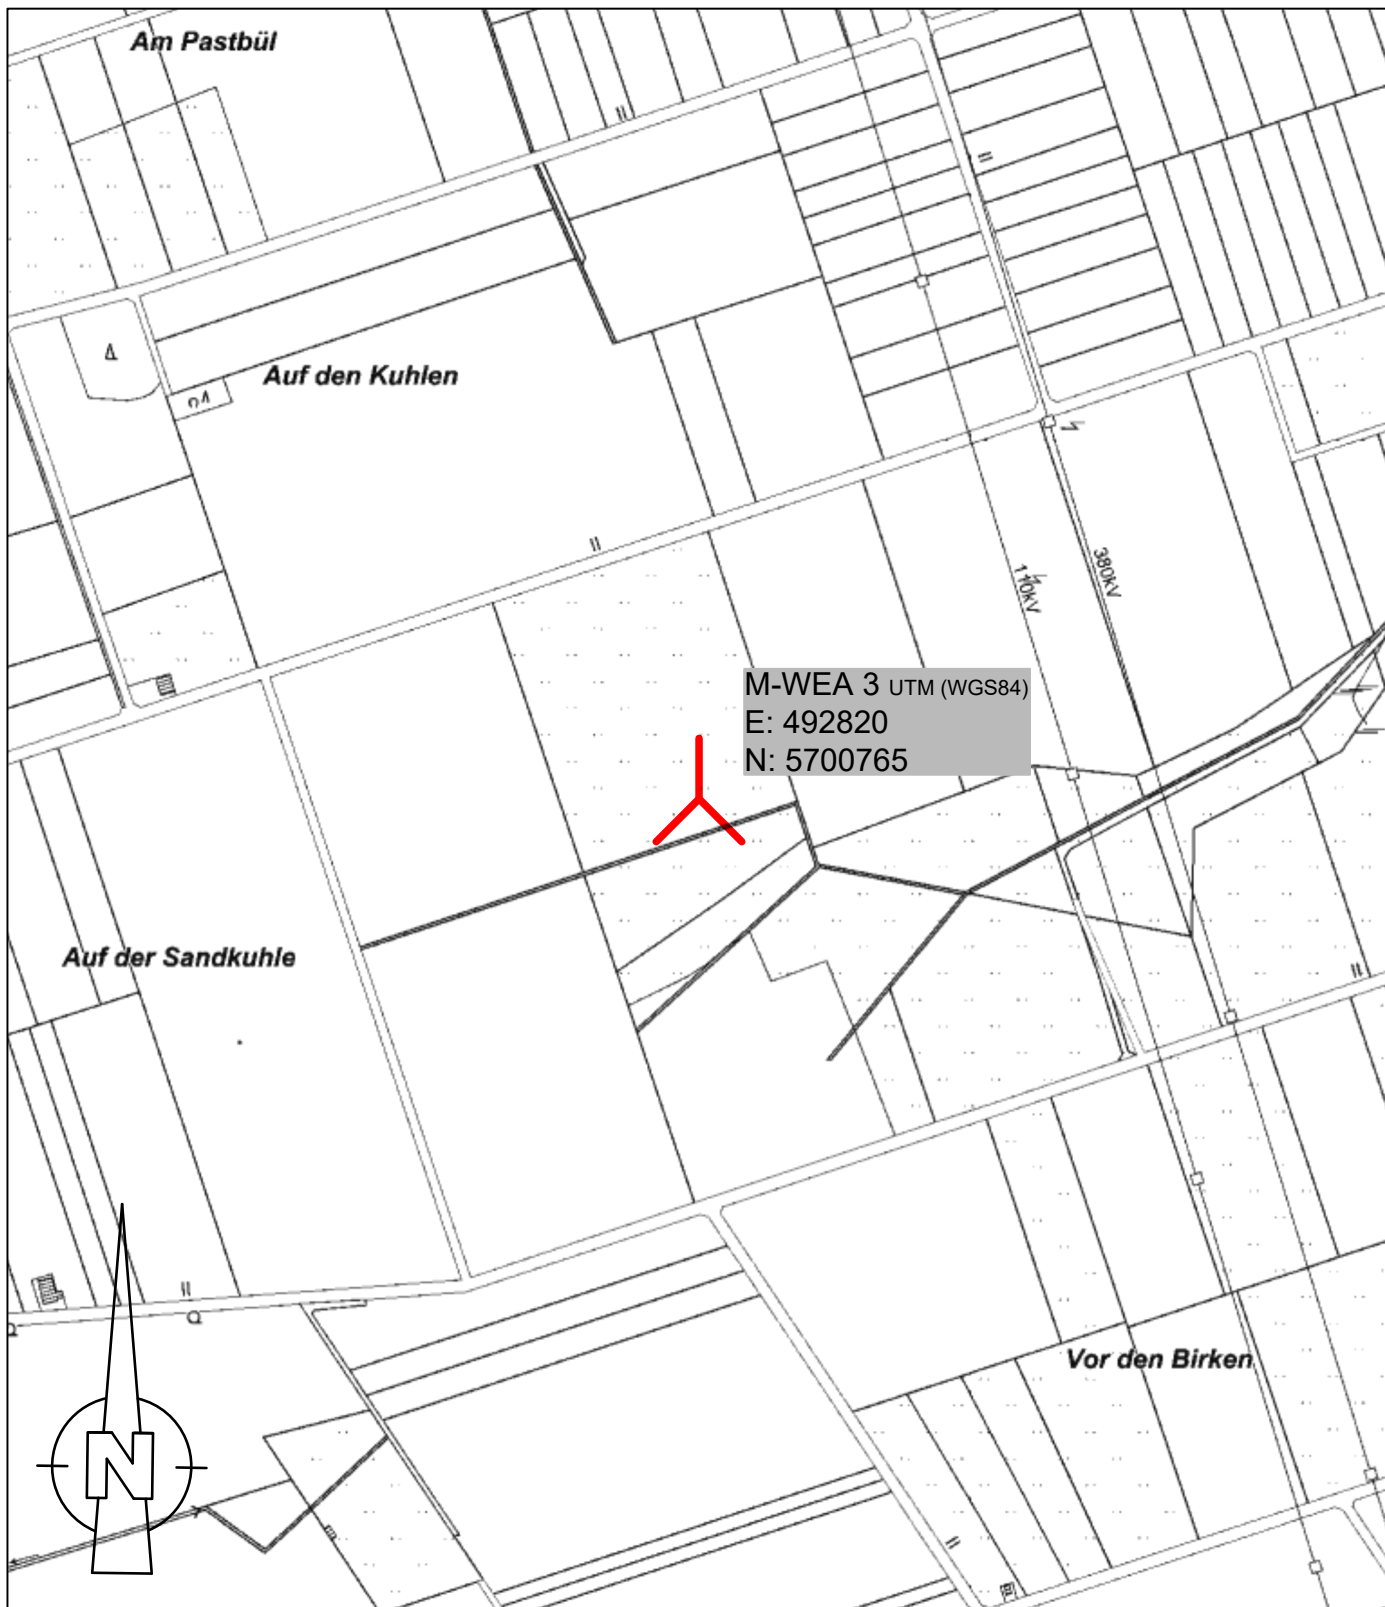 Am Pastbül
Auf den Kuhlen
110kV
380kV
M-WEA 3 UTM (WGS84)
E: 492820
N: 5700765
Auf der Sandkuhle
Vor den Birken
N